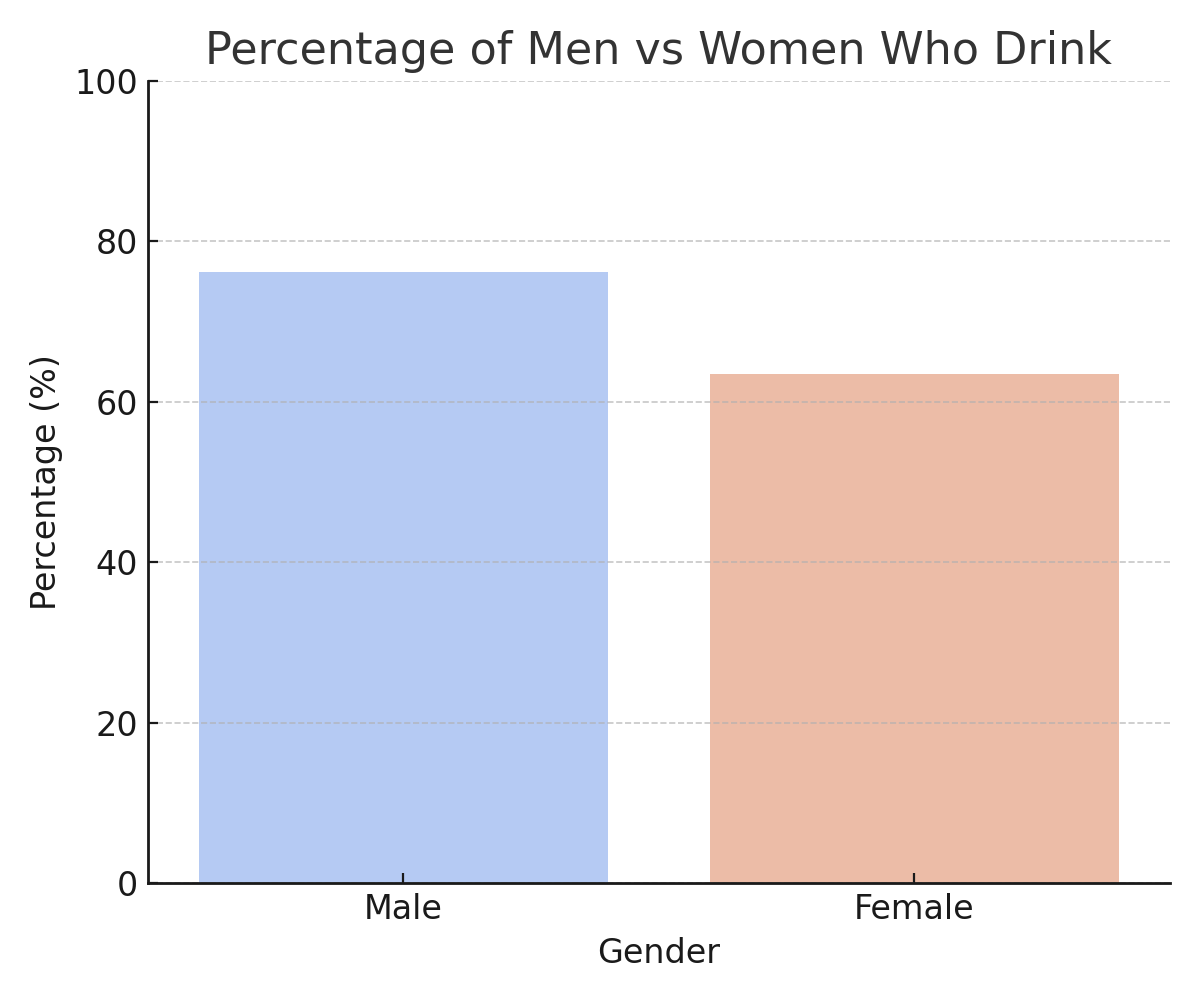 Percentage of Men vs Women Who Drink
100
80
60
40
20
0
Percentage (%)
Male
Female
Gender